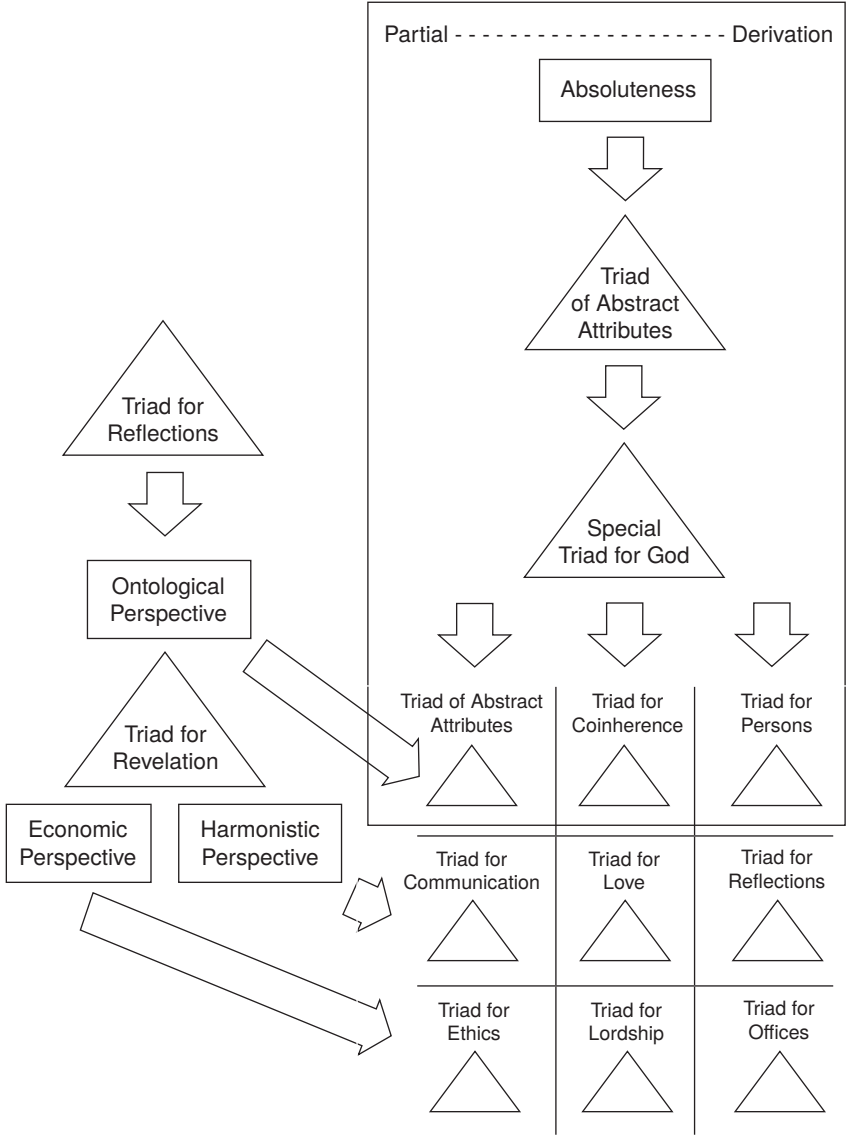 Partial - - - - - - - - - - - - - - - - - - - - Derivation
Absoluteness
Triad
of Abstract
Attributes
Special
Triad for God
Triad for
Reflections
Ontological
Perspective
Triad for
Revelation
Economic
Perspective
Harmonistic
Perspective
Triad of Abstract
Attributes
Triad for
Coinherence
Triad for
Persons
Triad for
Communication
Triad for
Love
Triad for
Reflections
Triad for
Ethics
Triad for
Lordship
Triad for
Offices